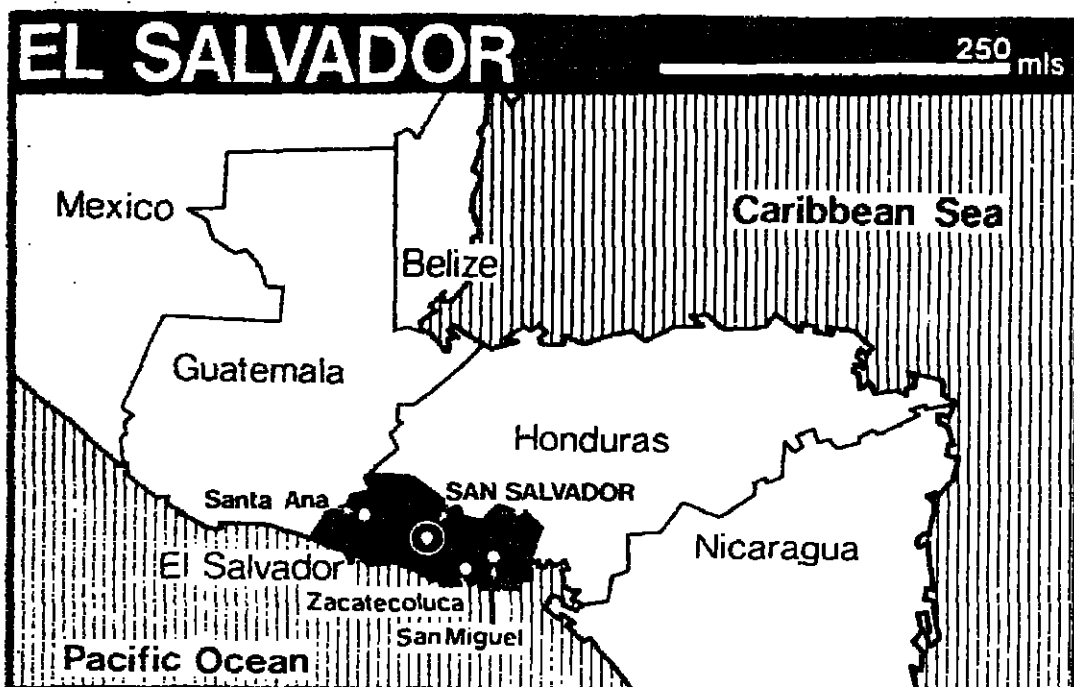 EL SALVADOR
250 mls
Mexico
Caribbean Sea
Belize
Guatemala
Honduras
Santa Ana
SAN SALVADOR
Nicaragua
El Salvador
Zacatecoluca
San Miguel
Pacific Ocean